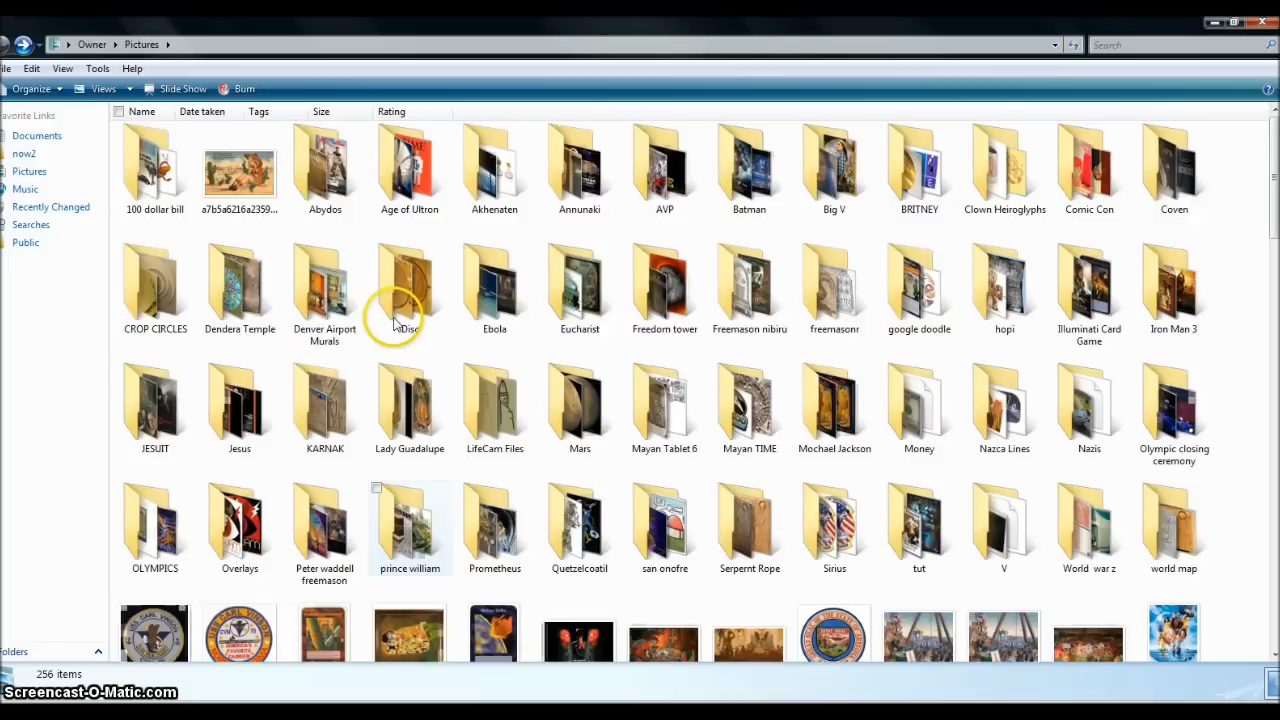 Owner ▸ Pictures ▸
Search
ile Edit View Tools Help
Organize Views Slide Show Burn
avorite Links
Name Date taken Tags Size Rating
Documents
now2
Pictures
Music
Recently Changed
Searches
Public
100 dollar bill a7b5a6216a2359... Abydos Age of Ultron Akhenaten Annunaki AVP Batman Big V BRITNEY Clown Heiroglyphs Comic Con Coven
CROP CIRCLES Dendera Temple Denver Airport Murals Disc Ebola Eucharist Freedom tower Freemason nibiru freemasonr google doodle hopi Illuminati Card Game Iron Man 3
JESUIT Jesus KARNAK Lady Guadalupe LifeCam Files Mars Mayan Tablet 6 Mayan TIME Mochael Jackson Money Nazca Lines Nazis Olympic closing ceremony
OLYMPICS Overlays Peter waddell freemason prince william Prometheus Quetzelcoatil san onofre Serpernt Rope Sirius tut V World war z world map
olders
256 items
Screencast-O-Matic.com